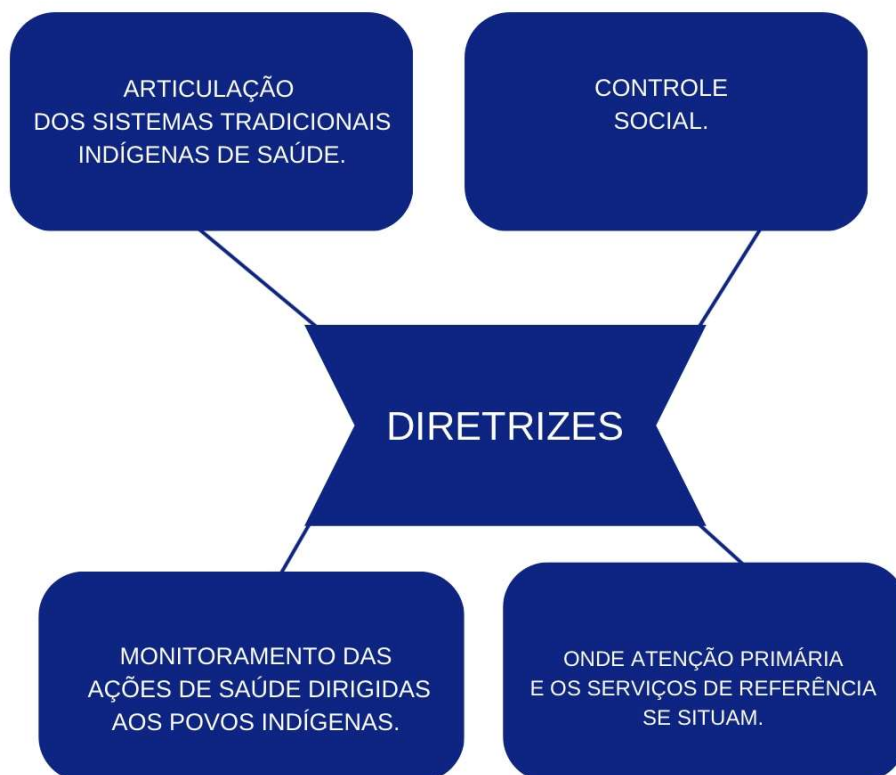 ARTICULAÇÃO
DOS SISTEMAS TRADICIONAIS
INDÍGENAS DE SAÚDE.
CONTROLE
SOCIAL.
DIRETRIZES
MONITORAMENTO DAS
AÇÕES DE SAÚDE DIRIGIDAS
AOS POVOS INDÍGENAS.
ONDE ATENÇÃO PRIMÁRIA
E OS SERVIÇOS DE REFERÊNCIA
SE SITUAM.